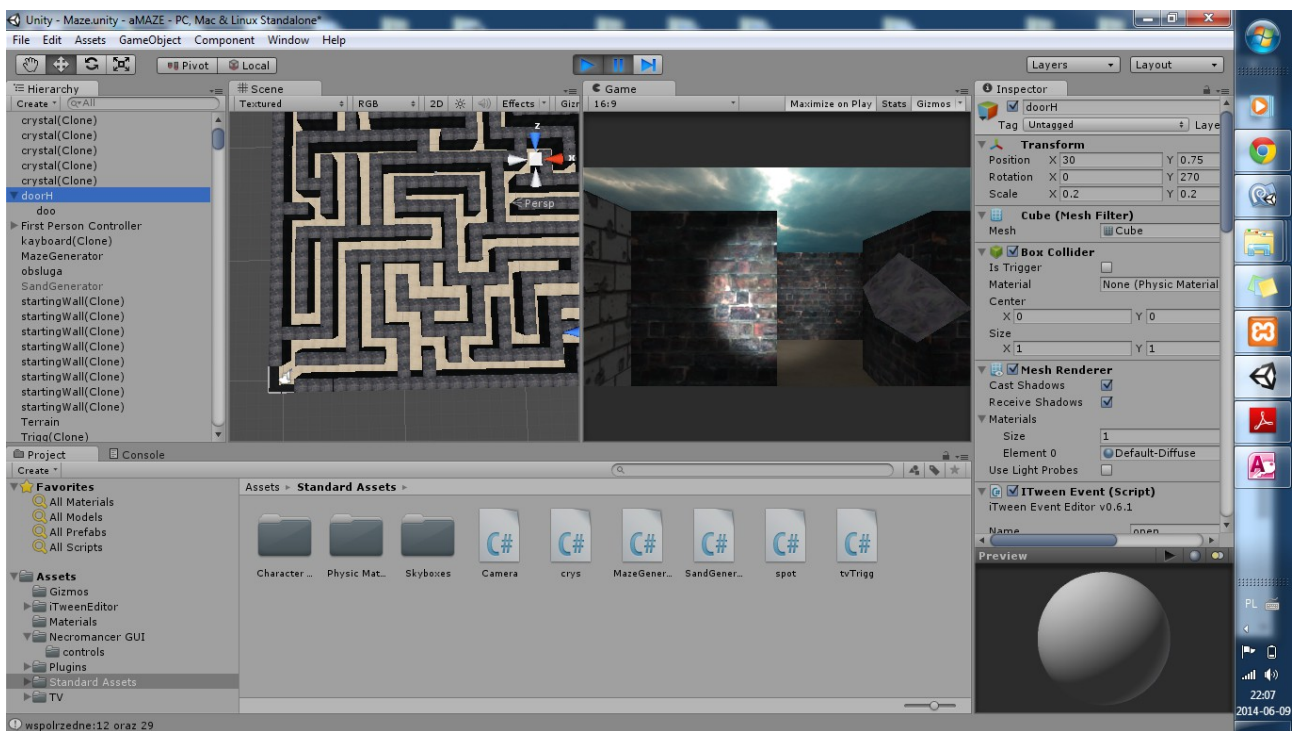 Unity - Maze.unity - aMAZE - PC, Mac & Linux Standalone*
File Edit Assets GameObject Component Window Help
Pivot Local Layers Layout
Hierarchy
Create All
crystal(Clone)
crystal(Clone)
crystal(Clone)
crystal(Clone)
crystal(Clone)
doorH
doo
First Person Controller
kayboard(Clone)
MazeGenerator
obsluga
SandGenerator
startingWall(Clone)
startingWall(Clone)
startingWall(Clone)
startingWall(Clone)
startingWall(Clone)
startingWall(Clone)
startingWall(Clone)
startingWall(Clone)
Terrain
Trigg(Clone)
Scene
Textured RGB 2D Effects Giz
z
x
Persp
Game
16:9 Maximize on Play Stats Gizmos
Inspector
doorH
Tag Untagged Laye
Transform
Position X 30 Y 0.75
Rotation X 0 Y 270
Scale X 0.2 Y 0.2
Cube (Mesh Filter)
Mesh Cube
Box Collider
Is Trigger
Material None (Physic Material
Center
X 0 Y 0
Size
X 1 Y 1
Mesh Renderer
Cast Shadows
Receive Shadows
Materials
Size 1
Element 0 Default-Diffuse
Use Light Probes
ITween Event (Script)
iTween Event Editor v0.6.1
Name open
Preview
Project Console
Create
Favorites
All Materials
All Models
All Prefabs
All Scripts
Assets
Gizmos
iTweenEditor
Materials
Necromancer GUI
controls
Plugins
Standard Assets
TV
Assets Standard Assets
C# C# C# C# C# C#
Character ... Physic Mat... Skyboxes Camera crys MazeGener... SandGener... spot tvTrigg
wspolrzedne:12 oraz 29
PL
22:07
2014-06-09